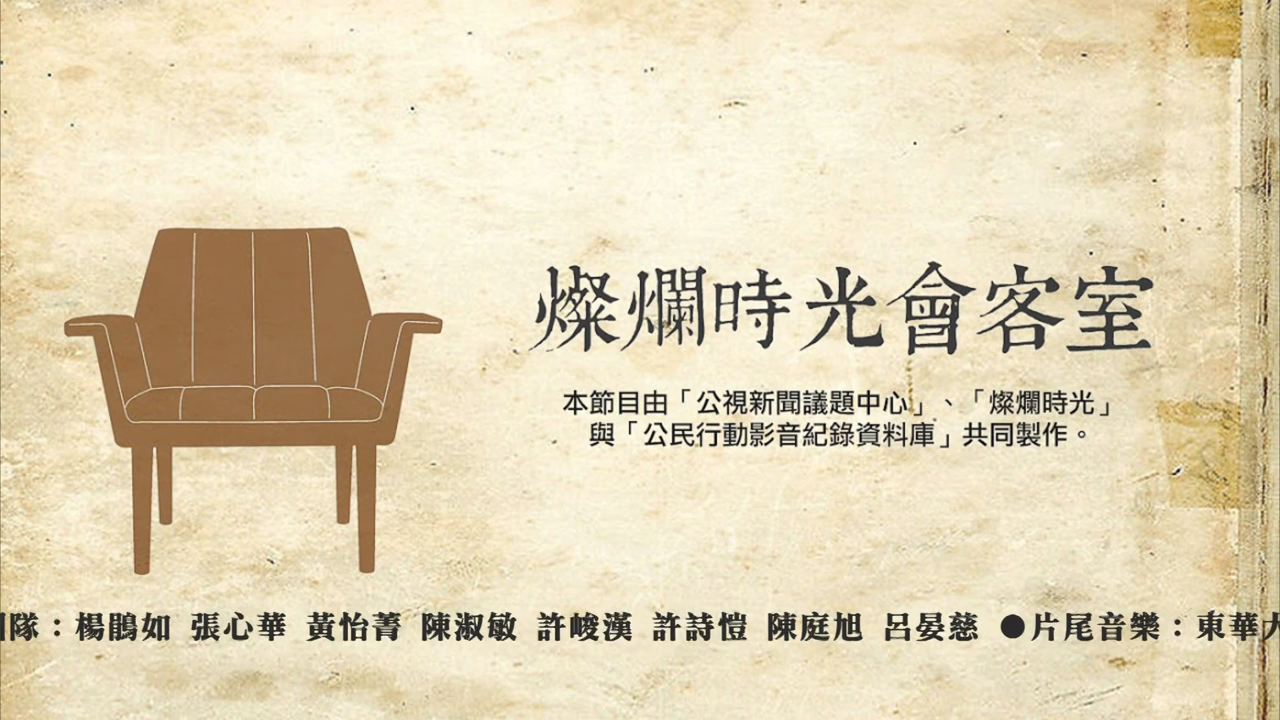 燦爛時光會客室
本節目由「公視新聞議題中心」、「燦爛時光」
與「公民行動影音紀錄資料庫」共同製作。
隊：楊鵑如 張心華 黃怡菁 陳淑敏 許峻漢 許詩愷 陳庭旭 呂晏慈 ●片尾音樂：東華大